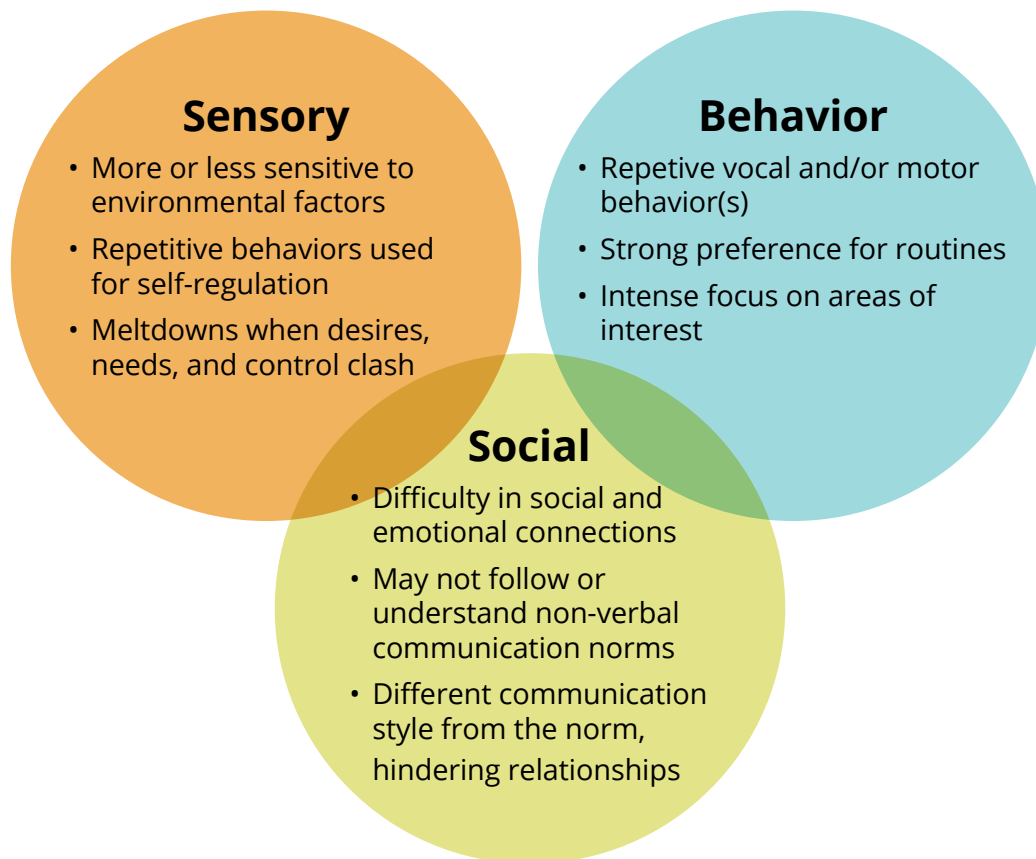 Sensory
• More or less sensitive to
environmental factors
• Repetitive behaviors used
for self-regulation
• Meltdowns when desires,
needs, and control clash
Behavior
• Repetive vocal and/or motor
behavior(s)
• Strong preference for routines
• Intense focus on areas of
interest
Social
• Difficulty in social and
emotional connections
• May not follow or
understand non-verbal
communication norms
• Different communication
style from the norm,
hindering relationships